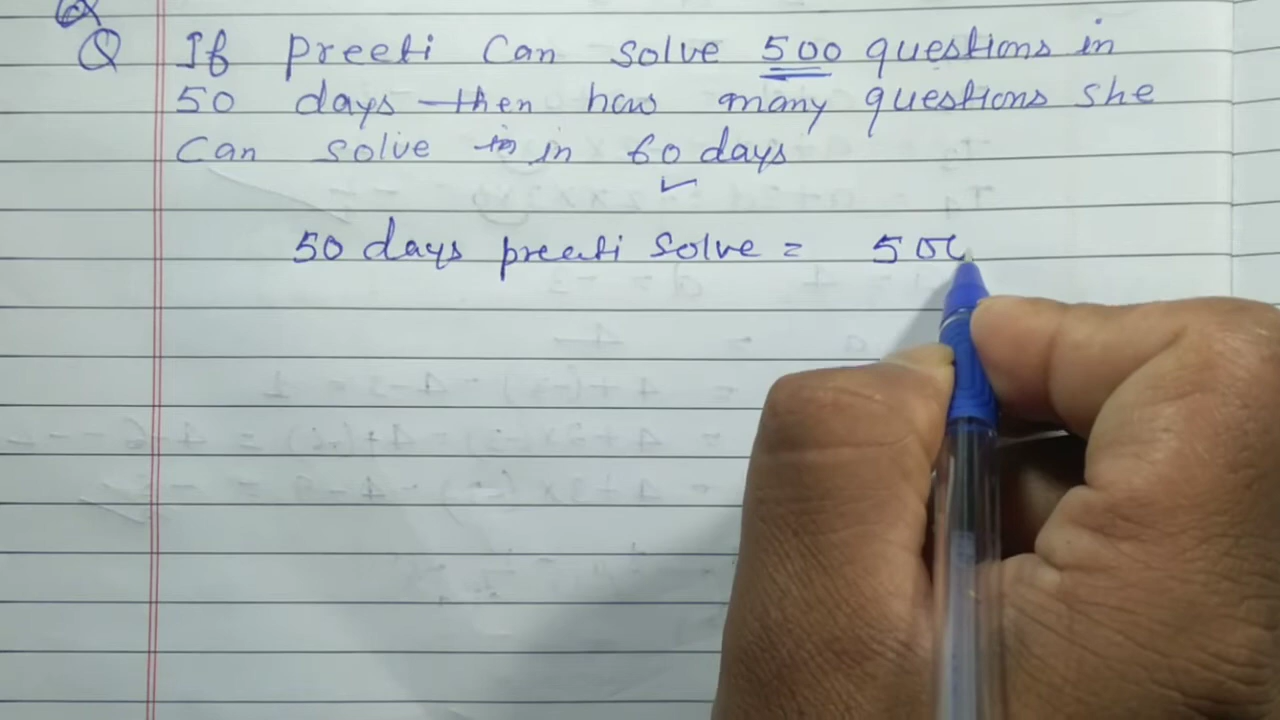 Q If preeti can solve 500 questions in
50 days then how many questions she
can solve in 60 days
50 days preeti solve = 500